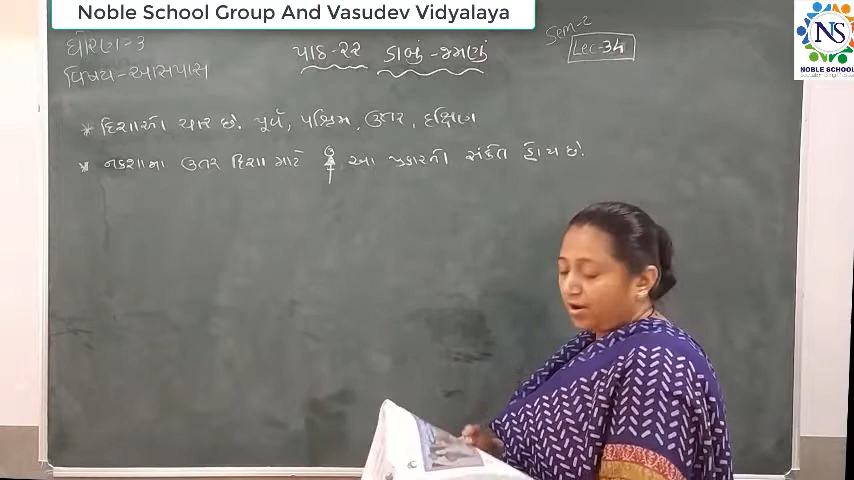 Noble School Group And Vasudev Vidyalaya
ધોરણ-૩
વિષય-આસપાસ
પાઠ-૨૨ ડાબું-જમણું
Sem-2
Lec-34
NS
NOBLE SCHOOL
* દિશાઓ ચાર છે. પૂર્વ, પશ્ચિમ, ઉત્તર, દક્ષિણ
* નકશામાં ઉત્તર દિશા માટે ઉ આ પ્રકારનો સંકેત હોય છે.